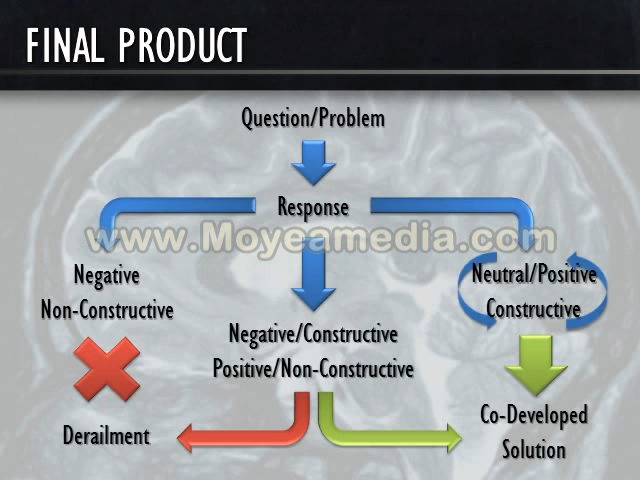 FINAL PRODUCT
Question/Problem
Response
www.Moyeamedia.com
Negative
Non-Constructive
Neutral/Positive
Constructive
Negative/Constructive
Positive/Non-Constructive
Derailment
Co-Developed
Solution